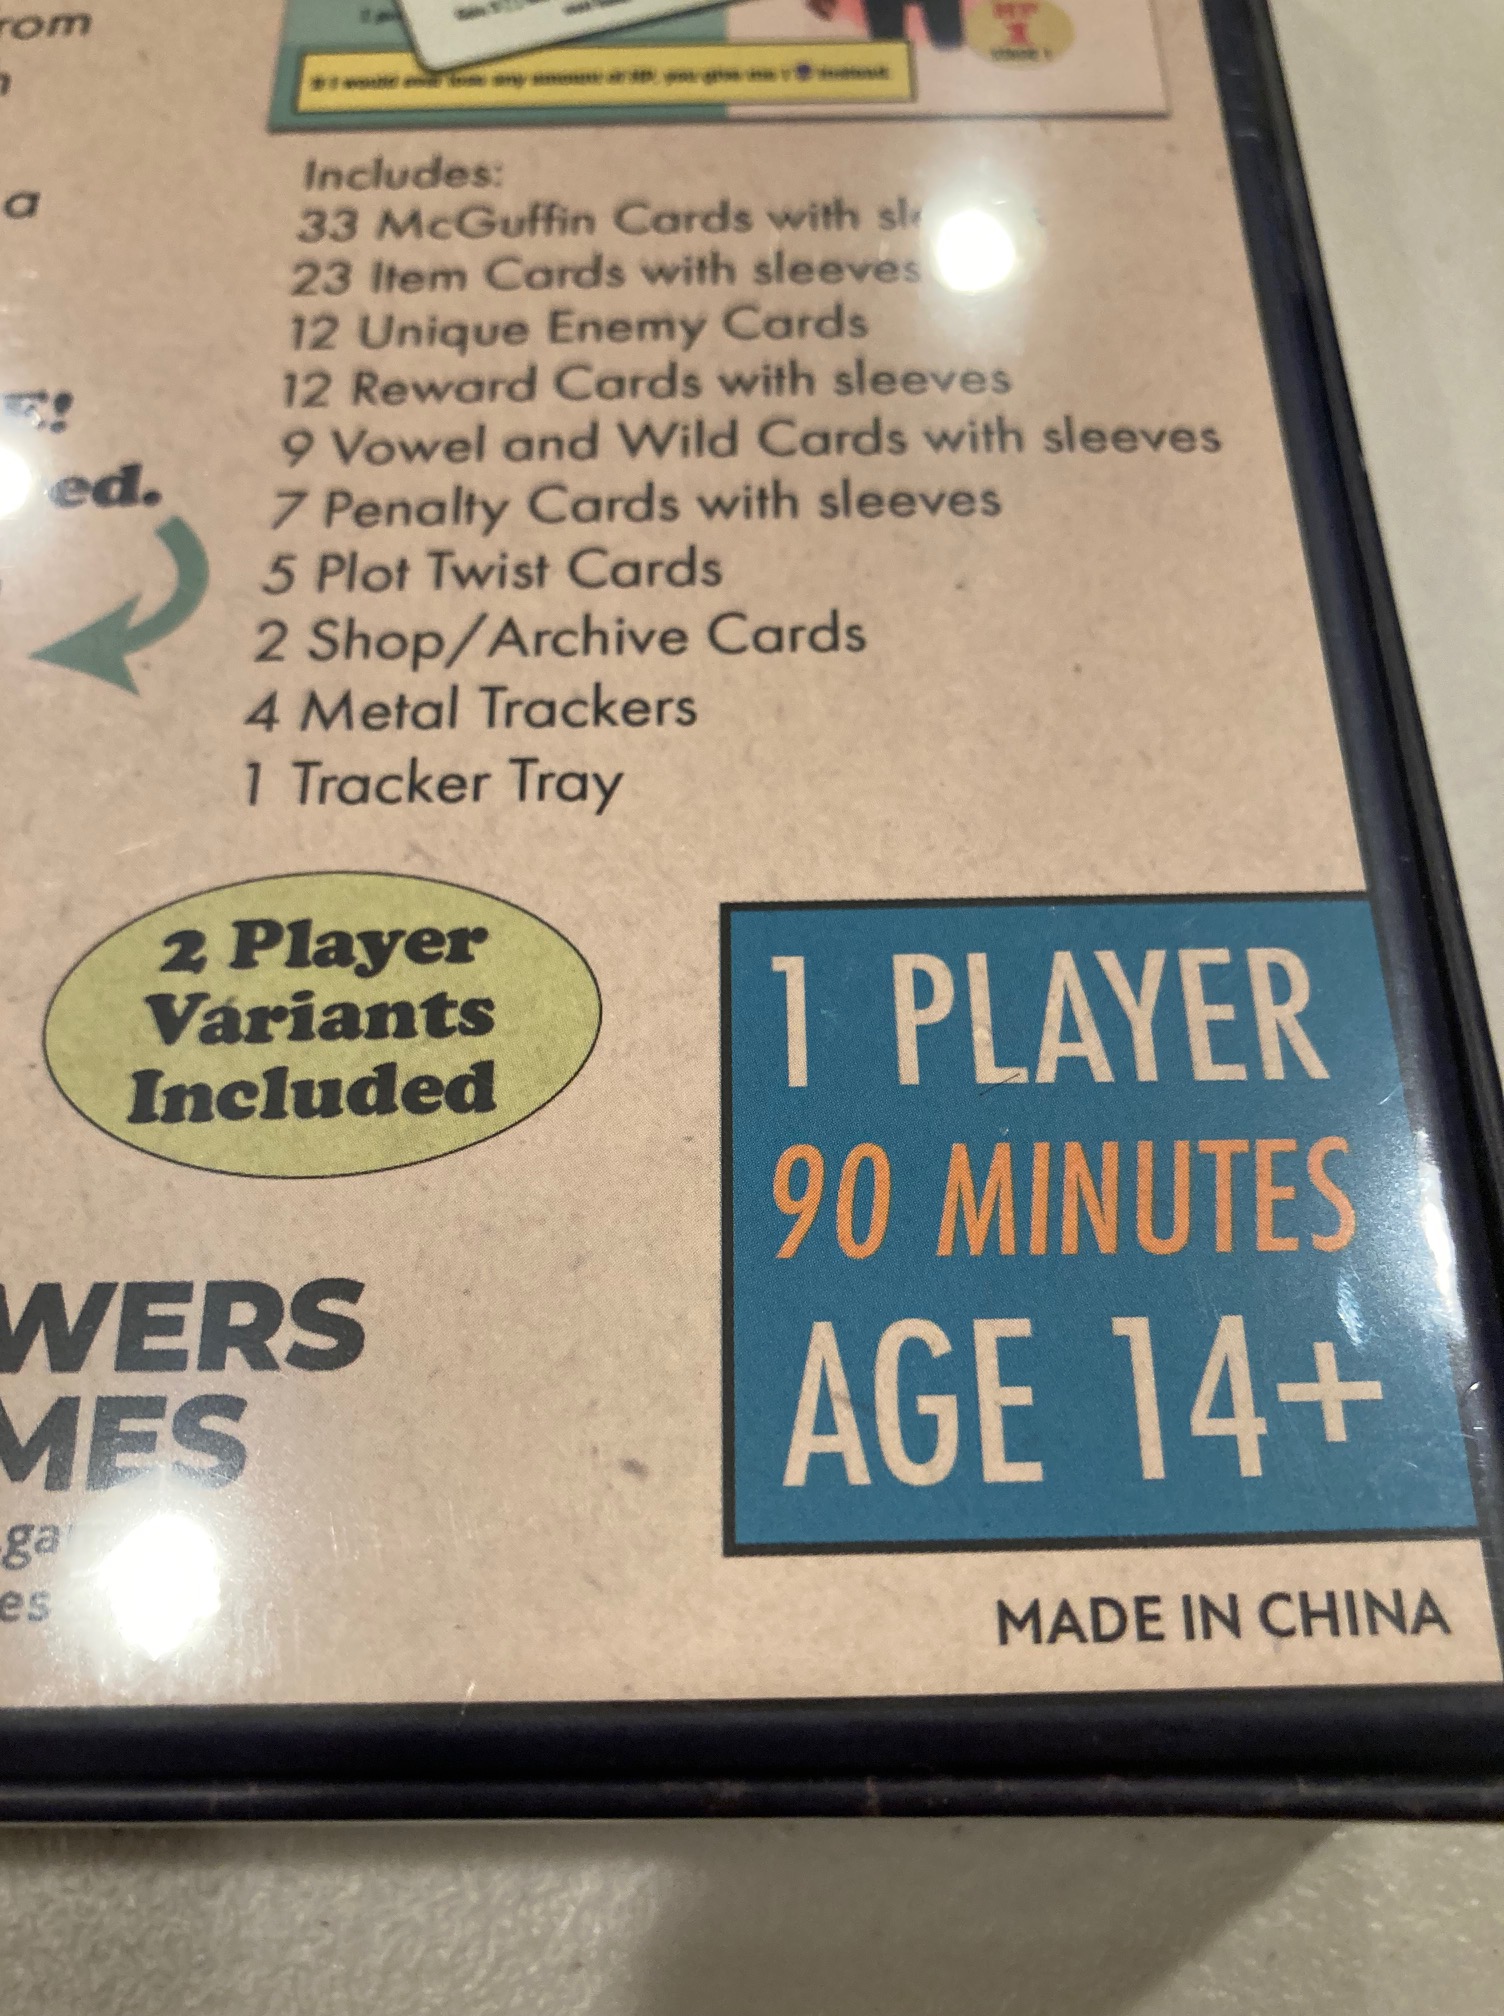 rom
a
Includes:
33 McGuffin Cards with
23 Item Cards with sleeves
12 Unique Enemy Cards
12 Reward Cards with sleeves
9 Vowel and Wild Cards with sleeves
7 Penalty Cards with sleeves
5 Plot Twist Cards
2 Shop/Archive Cards
4 Metal Trackers
1 Tracker Tray
ed.
2 Player
Variants
Included
1 PLAYER
90 MINUTES
AGE 14+
WERS
MES
ga
es
MADE IN CHINA